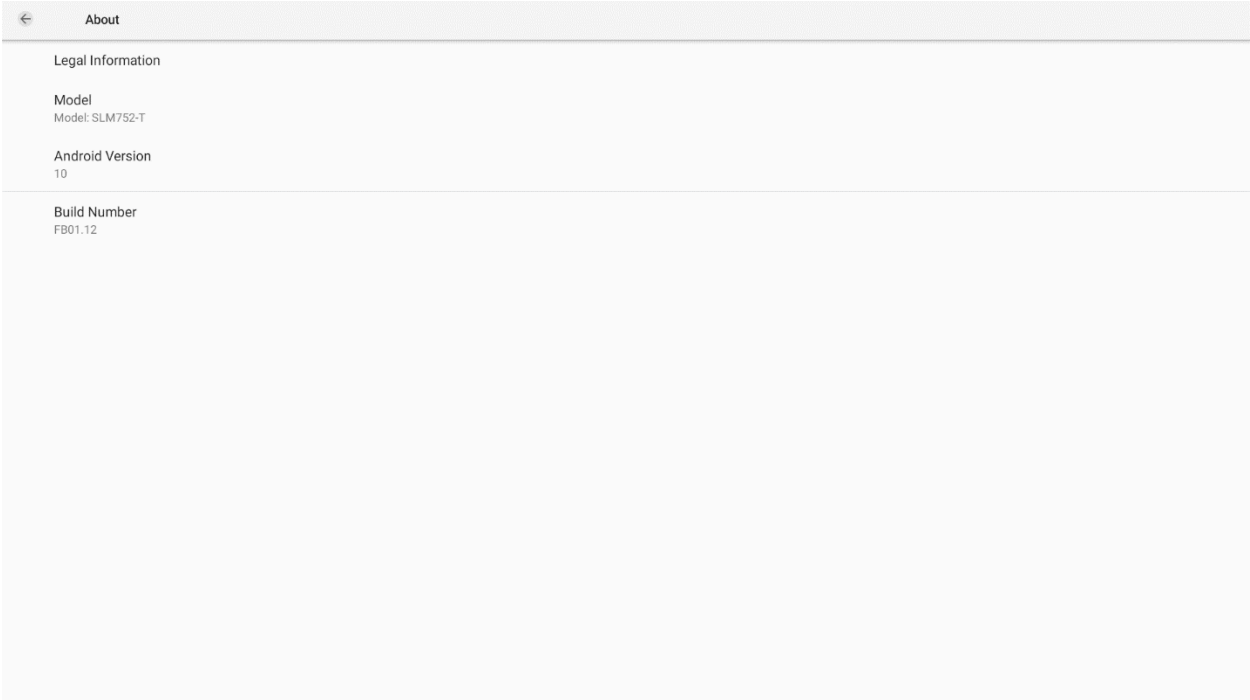 About
Legal Information
Model
Model: SLM752-T
Android Version
10
Build Number
FB01.12